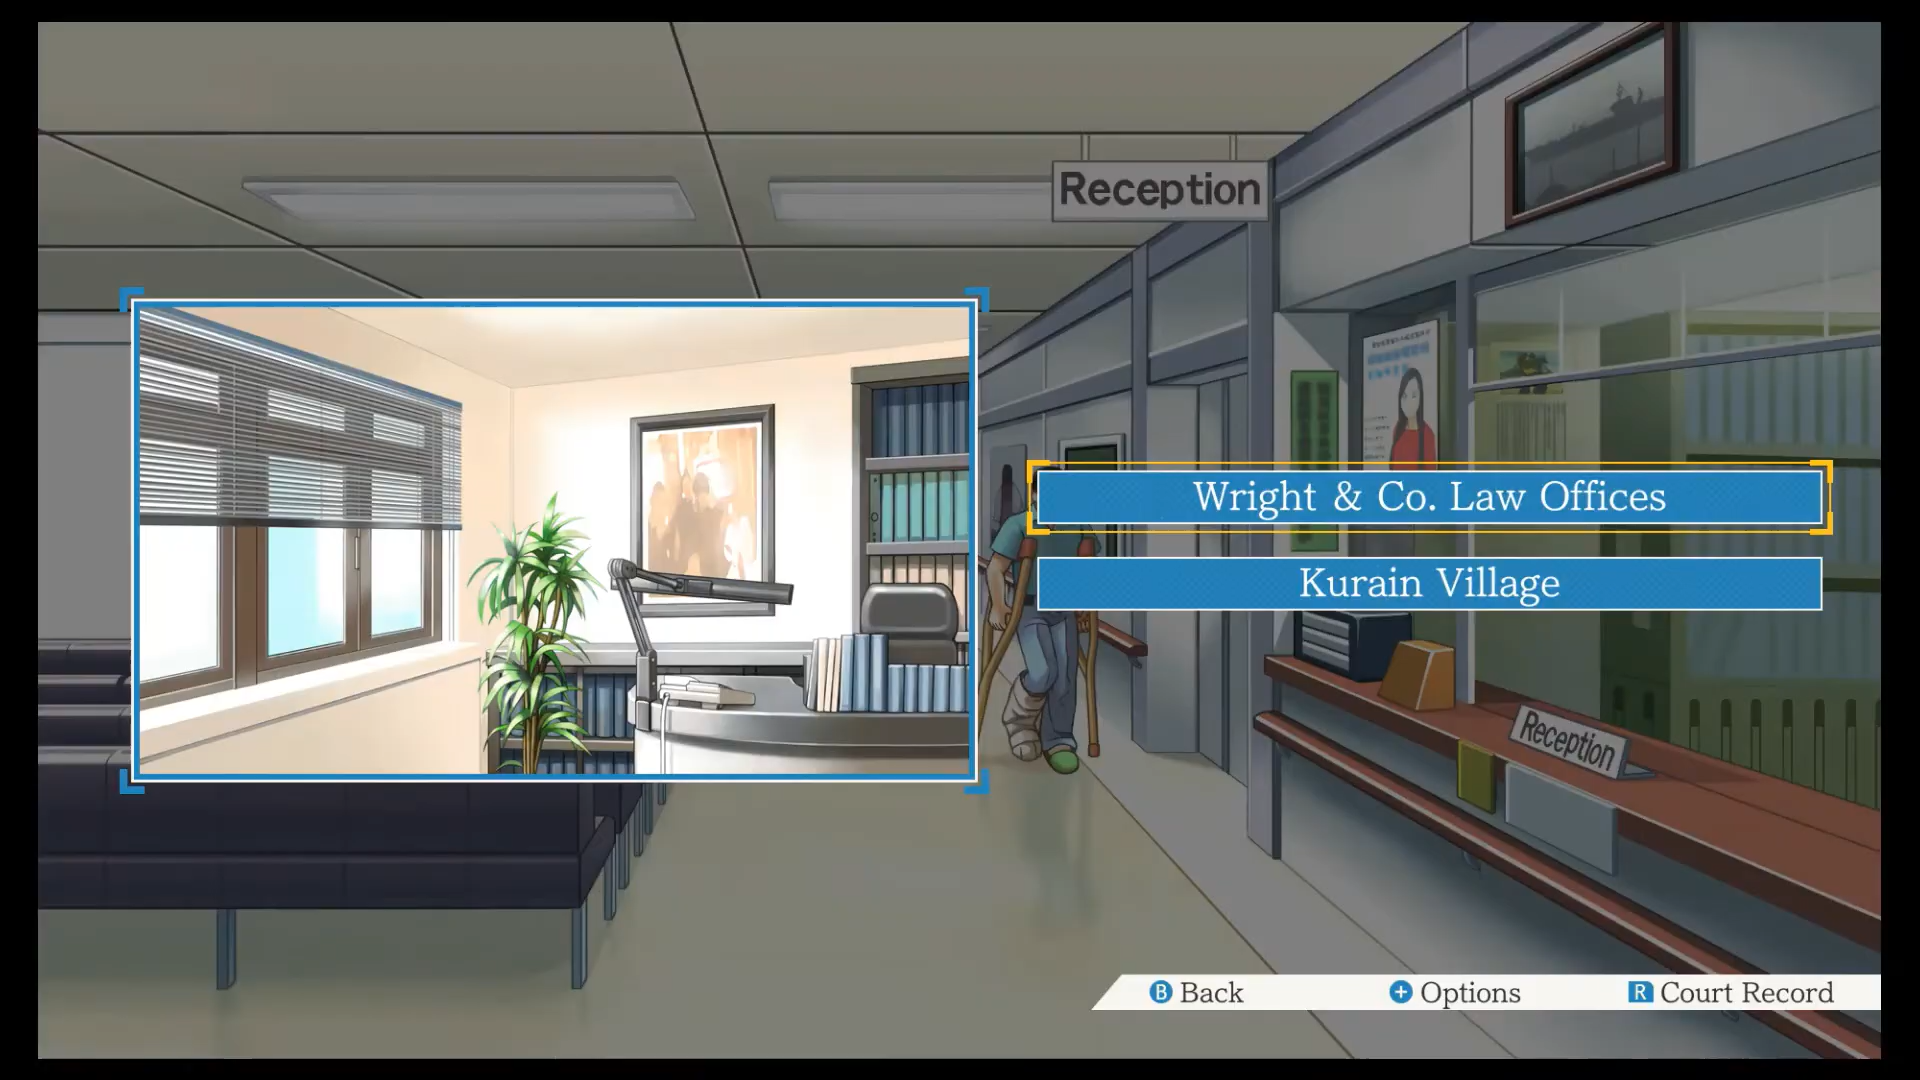 Reception
Wright & Co. Law Offices
Kurain Village
Reception
B Back
+ Options
R Court Record